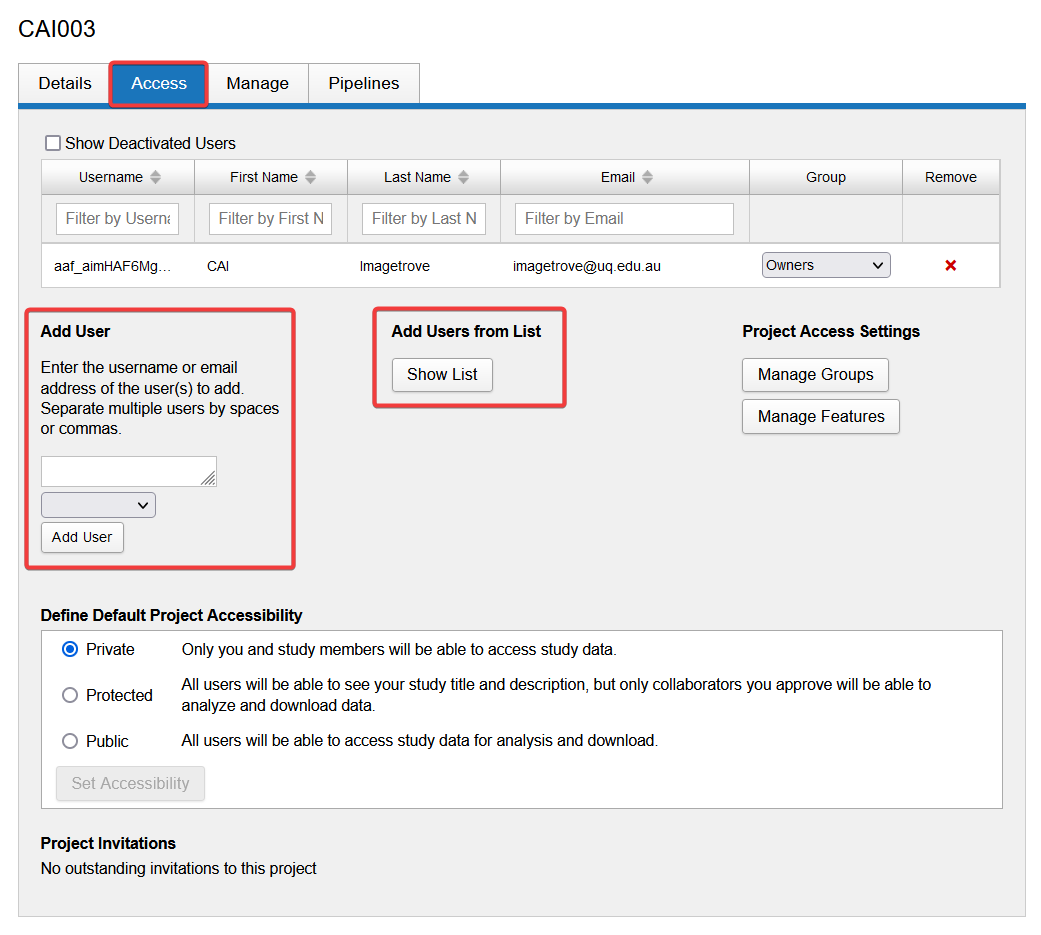 CAI003
Details Access Manage Pipelines
Show Deactivated Users
Username First Name Last Name Email Group Remove
Filter by Userna Filter by First N Filter by Last N Filter by Email
aaf_aimHAF6Mg... CAI Imagetrove imagetrove@uq.edu.au Owners
Add User
Enter the username or email
address of the user(s) to add.
Separate multiple users by spaces
or commas.
Add User
Add Users from List
Show List
Project Access Settings
Manage Groups
Manage Features
Define Default Project Accessibility
Private Only you and study members will be able to access study data.
Protected All users will be able to see your study title and description, but only collaborators you approve will be able to
analyze and download data.
Public All users will be able to access study data for analysis and download.
Set Accessibility
Project Invitations
No outstanding invitations to this project